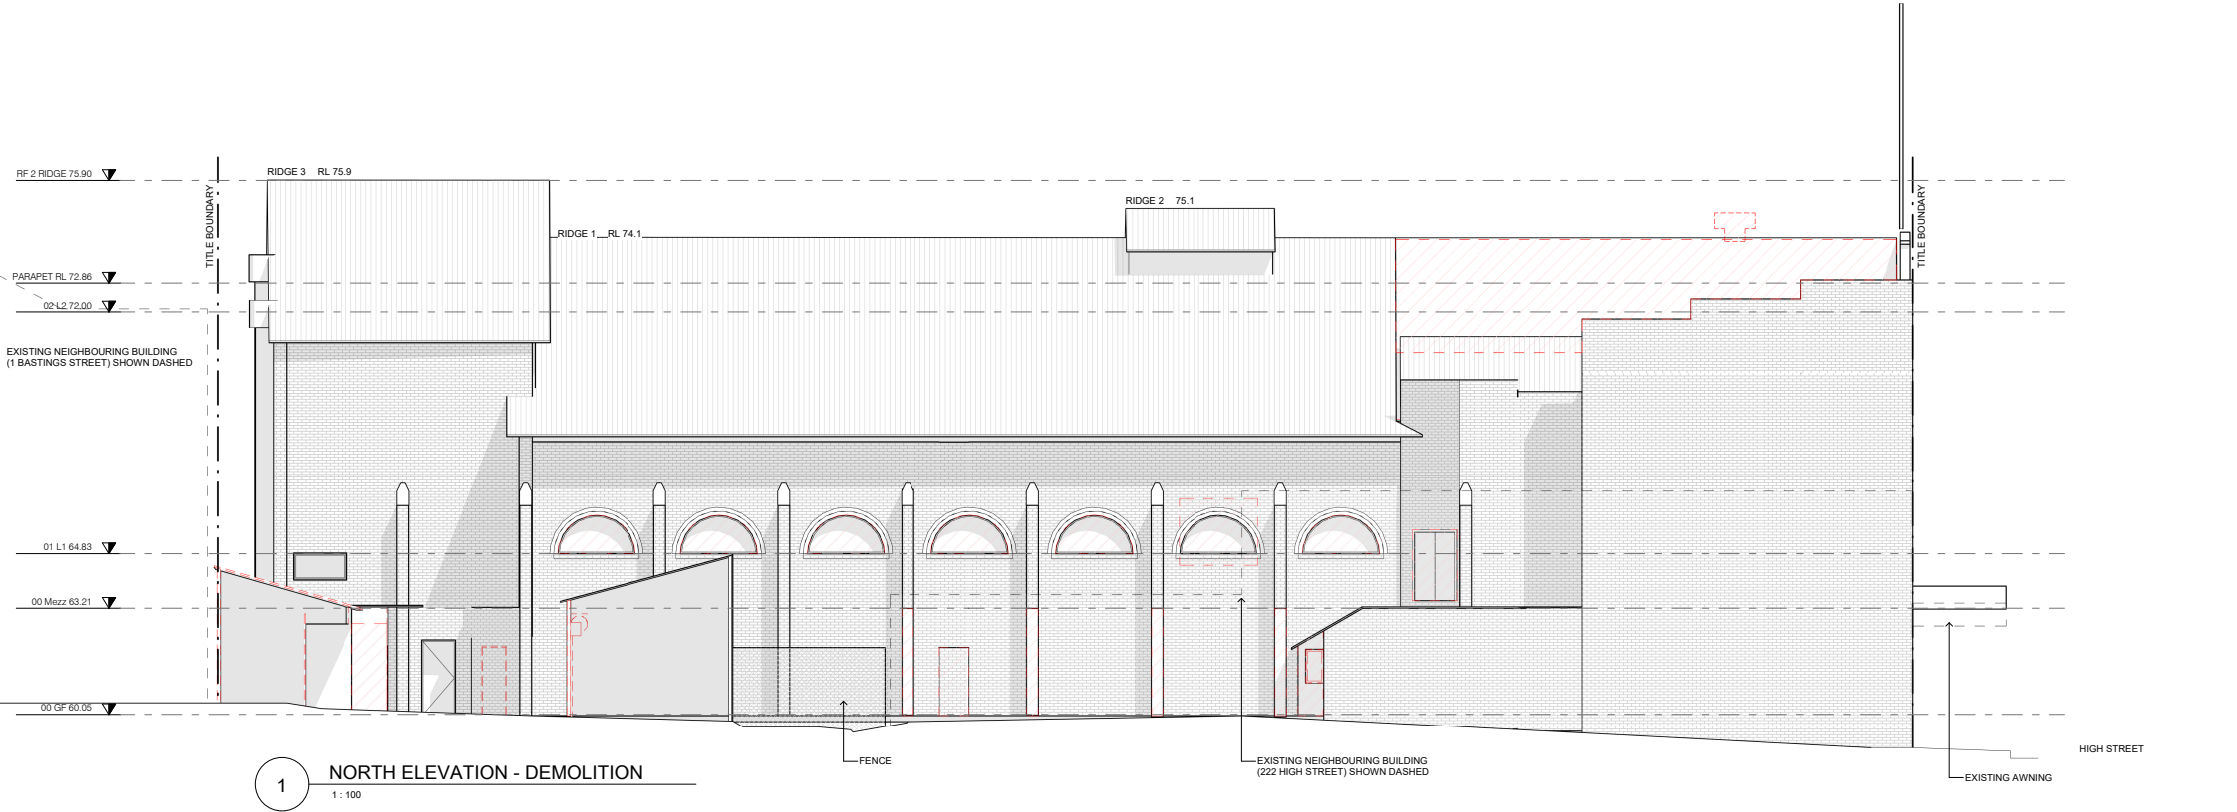 RF 2 RIDGE 75.90
RIDGE 3 RL 75.9
RIDGE 2 75.1
RIDGE 1 RL 74.1
TITLE BOUNDARY
TITLE BOUNDARY
PARAPET RL 72.86
02 L2 72.00
EXISTING NEIGHBOURING BUILDING
(1 BASTINGS STREET) SHOWN DASHED
01 L1 64.83
00 Mezz 63.21
00 GF 60.05
HIGH STREET
FENCE
EXISTING NEIGHBOURING BUILDING
(222 HIGH STREET) SHOWN DASHED
EXISTING AWNING
1
NORTH ELEVATION - DEMOLITION
1 : 100